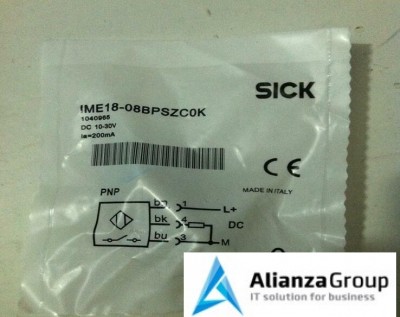 IME18-08BPSZC0K
SICK
1040966
DC 10-30V
Ia=200mA
CE
MADE IN ITALY
PNP
bn 1 L+
bk 4 DC
bu 3 M
AlianzaGroup
IT solution for business